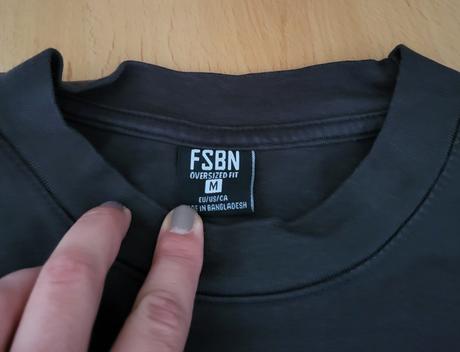 FSBN
OVERSIZED FIT
M
EU/US/CA
IN BANGLADESH